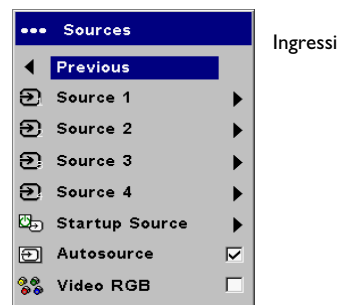 Sources
Ingressi
Previous
Source 1
Source 2
Source 3
Source 4
Startup Source
Autosource
Video RGB